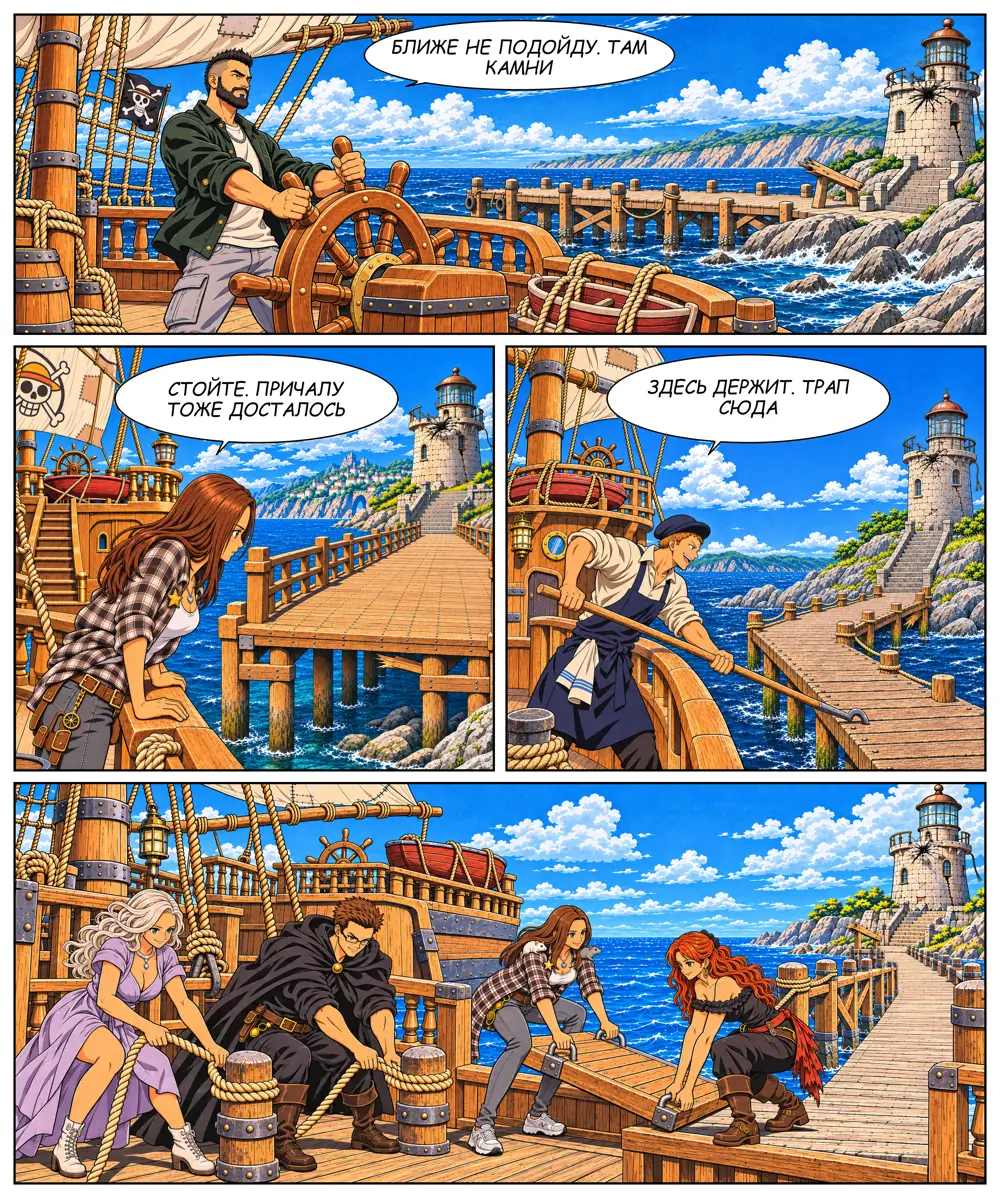 БЛИЖЕ НЕ ПОДОЙДУ. ТАМ
КАМНИ
СТОЙТЕ. ПРИЧАЛУ
ТОЖЕ ДОСТАЛОСЬ
ЗДЕСЬ ДЕРЖИТ. ТРАП
СЮДА